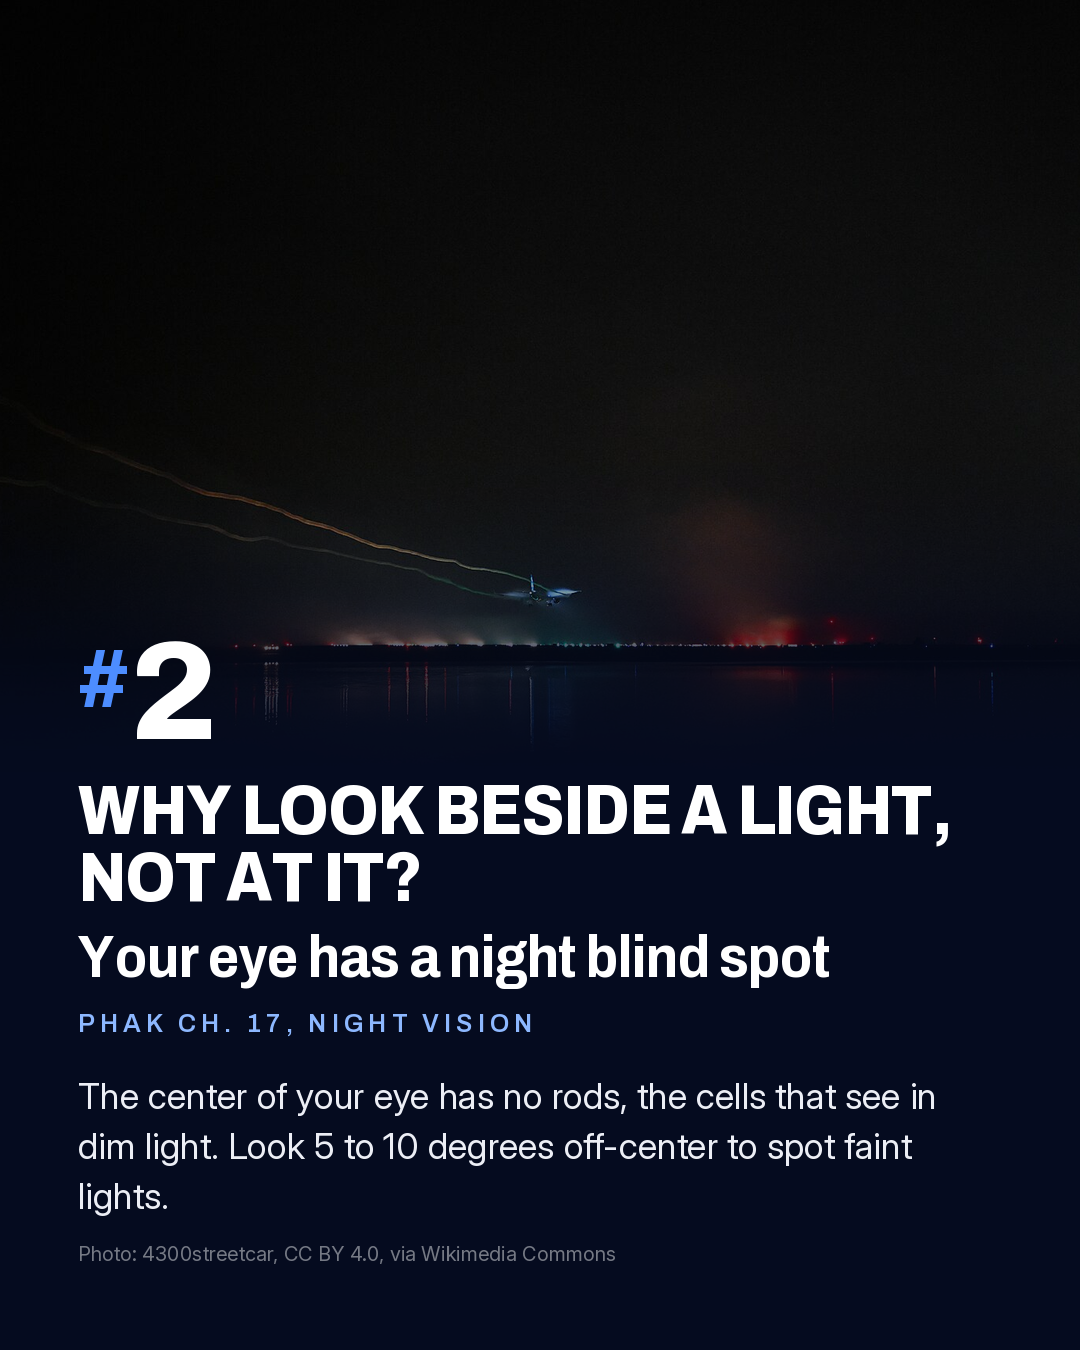 #2
WHY LOOK BESIDE A LIGHT,
NOT AT IT?
Your eye has a night blind spot
PHAK CH. 17, NIGHT VISION
The center of your eye has no rods, the cells that see in
dim light. Look 5 to 10 degrees off-center to spot faint
lights.
Photo: 4300streetcar, CC BY 4.0, via Wikimedia Commons